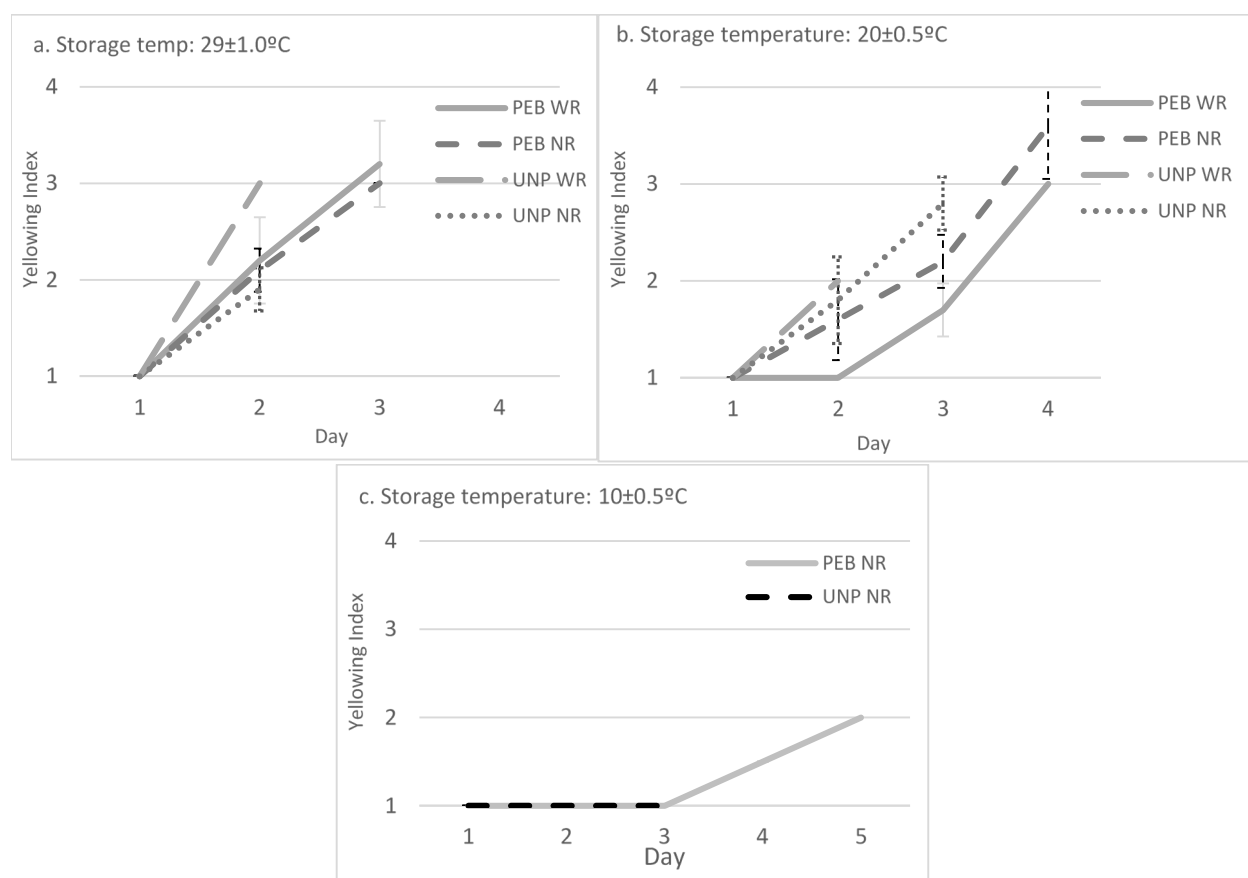 a. Storage temp: 29±1.0ºC
4
3
2
1
Yellowing Index
1 2 3 4
Day
PEB WR
PEB NR
UNP WR
UNP NR
b. Storage temperature: 20±0.5ºC
4
3
2
1
Yellowing Index
1 2 3 4
Day
PEB WR
PEB NR
UNP WR
UNP NR
c. Storage temperature: 10±0.5ºC
4
3
2
1
Yellowing Index
1 2 3 4 5
Day
PEB NR
UNP NR